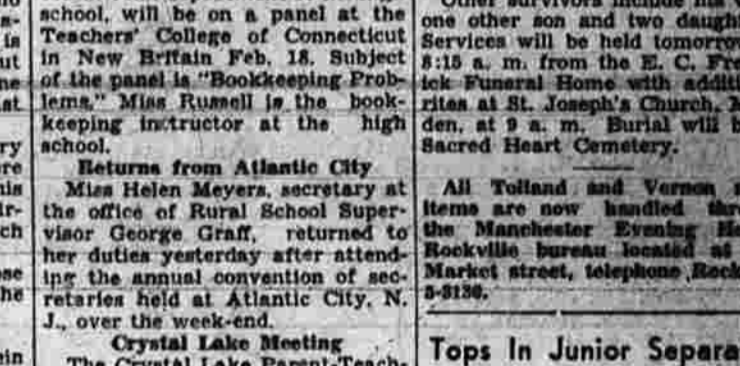 school, will be on a panel at the
Teachers' College of Connecticut
in New Britain Feb. 18. Subject
of the panel is "Bookkeeping Prob-
lems." Miss Russell is the book-
keeping instructor at the high
school.
Returns from Atlantic City
Miss Helen Meyers, secretary at
the office of Rural School Super-
visor George Graff, returned to
her duties yesterday after attend-
ing the annual convention of sec-
retaries held at Atlantic City, N.
J., over the week-end.
Crystal Lake Meeting
The Crystal Lake Parent-Teach-
one other son and two
Services will be held
8:15 a. m. from the E. C.
Funeral Home with
rites at St. Joseph's Church,
den, at 9 a. m. Burial will
Sacred Heart Cemetery.
All Tolland and Vernon
items are now handled
the Manchester Evening
Rockville bureau located at
Market street, telephone
5-3136.
Tops In Junior